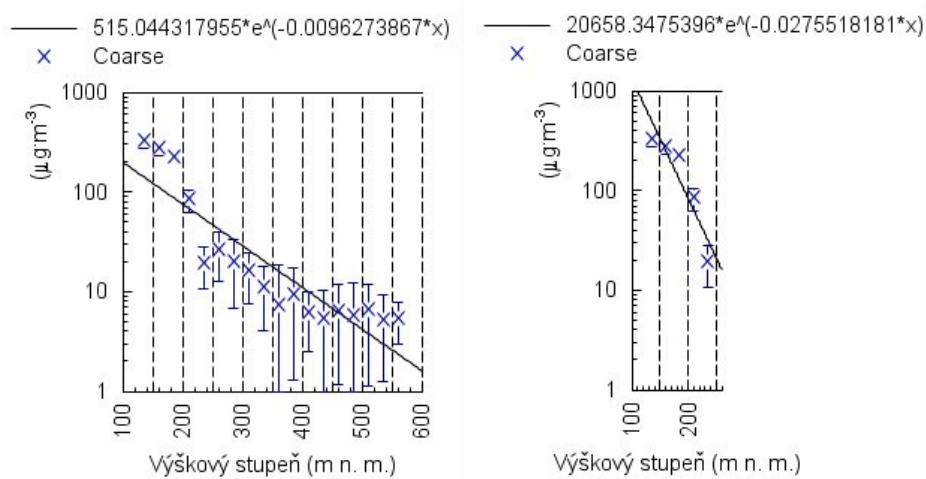 515.044317955*e^(-0.0096273867*x)
Coarse
(µg·m⁻³)
1000
100
10
1
100
200
300
400
500
600
Výškový stupeň (m n. m.)
20658.3475396*e^(-0.0275518181*x)
Coarse
(µg·m⁻³)
1000
100
10
1
100
200
Výškový stupeň (m n. m.)